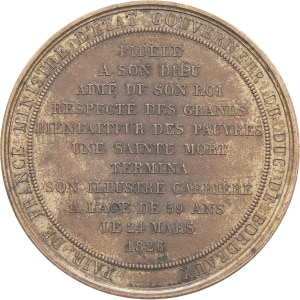 PAIR DE FRANCE MINISTRE D'ETAT GOUVERNEUR DU DUC DE BORDEAUX
FIDELE
A SON DIEU
AIMÉ DE SON ROI
RESPECTÉ DES GRANDS
BIENFAITEUR DES PAUVRES
UNE SAINTE MORT
TERMINA
SON ILLUSTRE CARRIERE
A L'AGE DE 59 ANS
LE 24 MARS
1826